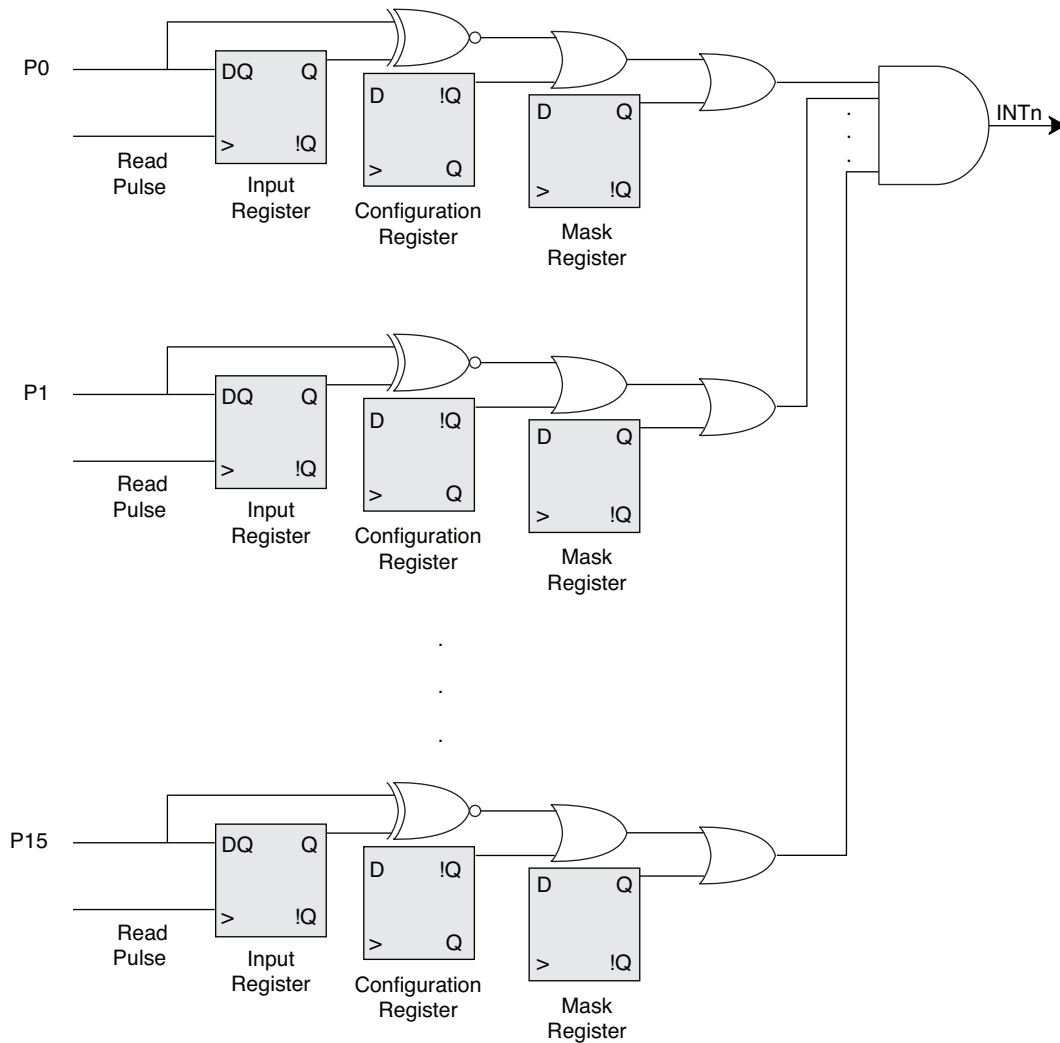 P0
DQ Q
> !Q
Read
Pulse
Input
Register
D !Q
> Q
Configuration
Register
D Q
> !Q
Mask
Register
INTn
P1
DQ Q
> !Q
Read
Pulse
Input
Register
D !Q
> Q
Configuration
Register
D Q
> !Q
Mask
Register
P15
DQ Q
> !Q
Read
Pulse
Input
Register
D !Q
> Q
Configuration
Register
D Q
> !Q
Mask
Register